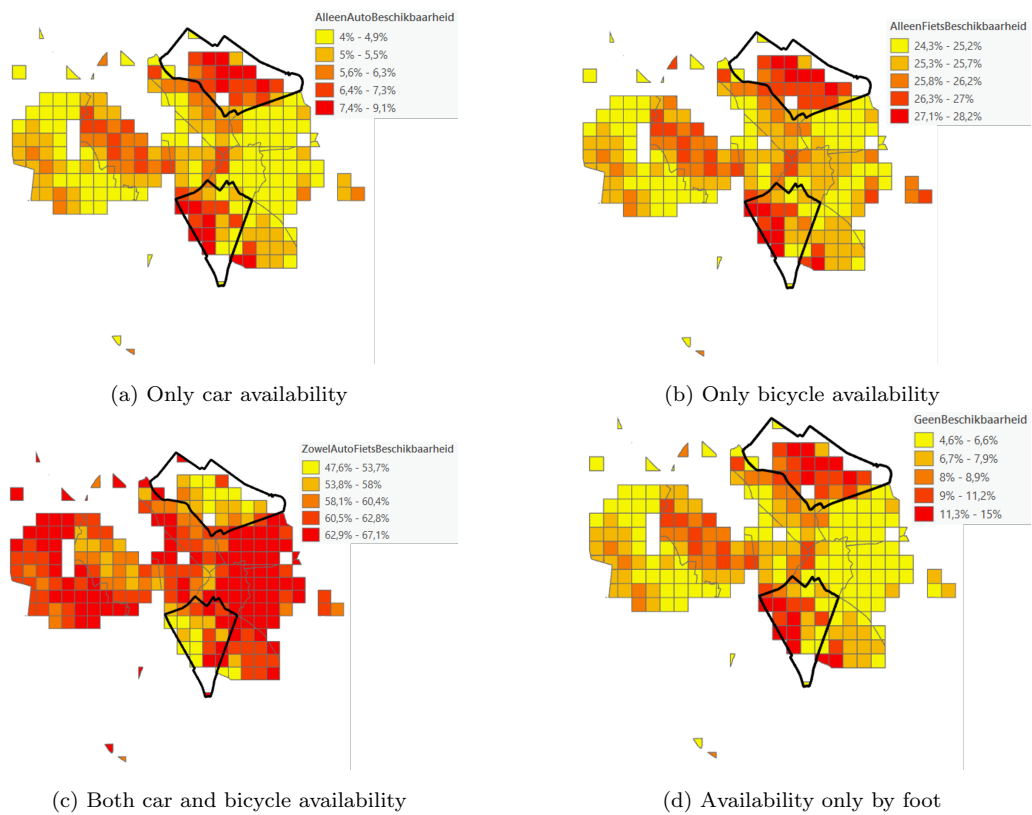 AlleenAutoBeschikbaarheid
4% - 4,9%
5% - 5,5%
5,6% - 6,3%
6,4% - 7,3%
7,4% - 9,1%
(a) Only car availability
AlleenFietsBeschikbaarheid
24,3% - 25,2%
25,3% - 25,7%
25,8% - 26,2%
26,3% - 27%
27,1% - 28,2%
(b) Only bicycle availability
ZowelAutoFietsBeschikbaarheid
47,6% - 53,7%
53,8% - 58%
58,1% - 60,4%
60,5% - 62,8%
62,9% - 67,1%
(c) Both car and bicycle availability
GeenBeschikbaarheid
4,6% - 6,6%
6,7% - 7,9%
8% - 8,9%
9% - 11,2%
11,3% - 15%
(d) Availability only by foot